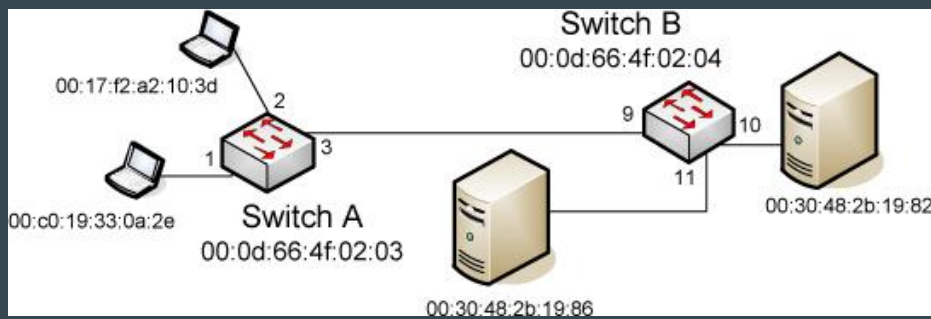 Switch B
00:0d:66:4f:02:04
00:17:f2:a2:10:3d
2
9
10
1
3
11
00:c0:19:33:0a:2e
Switch A
00:0d:66:4f:02:03
00:30:48:2b:19:82
00:30:48:2b:19:86